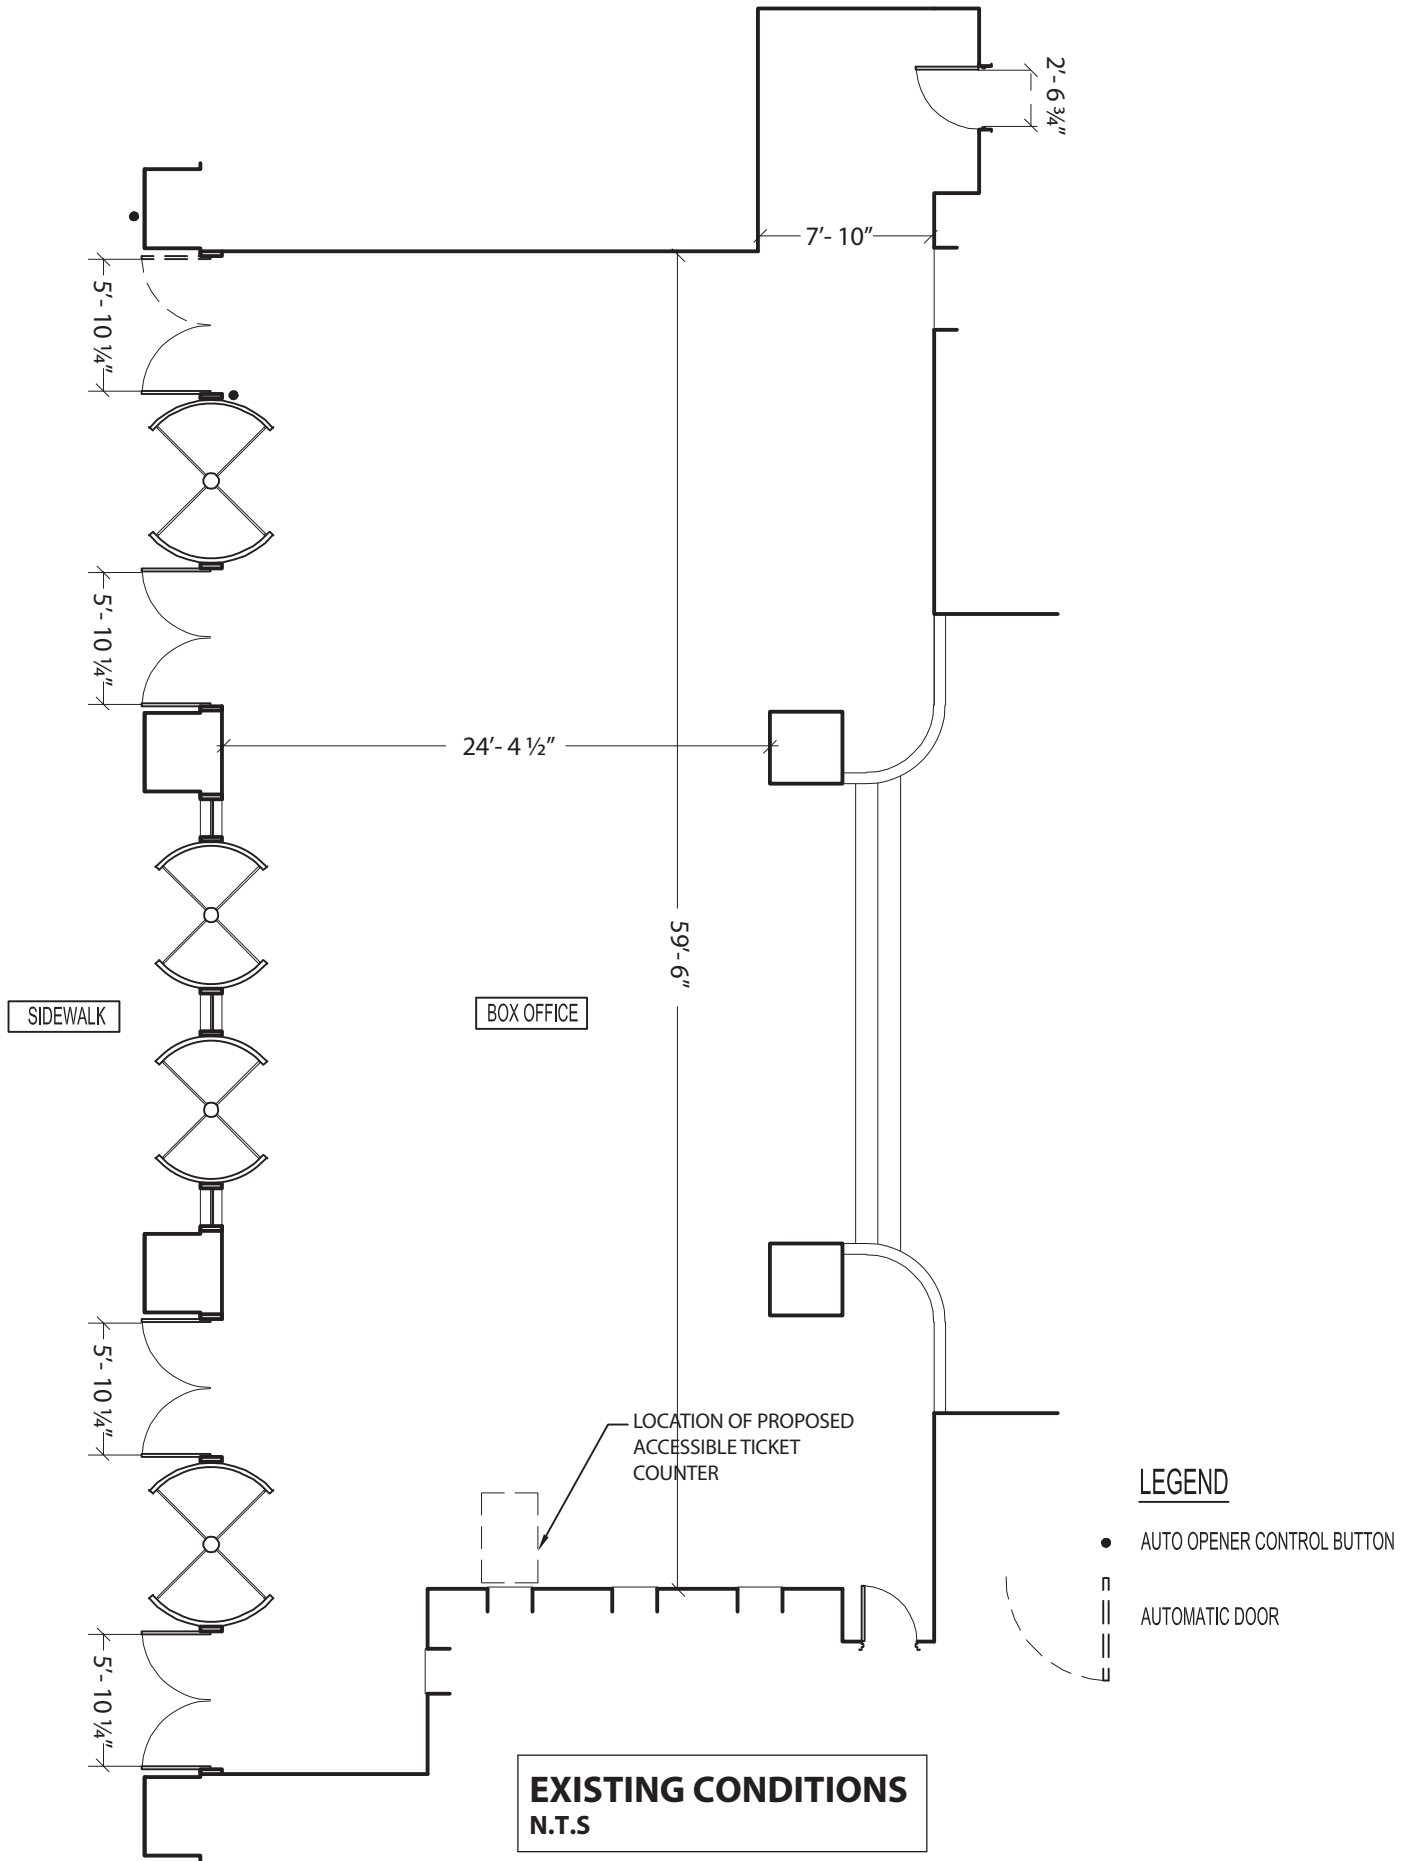 2'- 6 ¾"
7'- 10"
5'- 10 ¼"
5'- 10 ¼"
24'- 4 ½"
59'- 6"
SIDEWALK
BOX OFFICE
5'- 10 ¼"
LOCATION OF PROPOSED
ACCESSIBLE TICKET
COUNTER
LEGEND
AUTO OPENER CONTROL BUTTON
AUTOMATIC DOOR
5'- 10 ¼"
EXISTING CONDITIONS
N.T.S